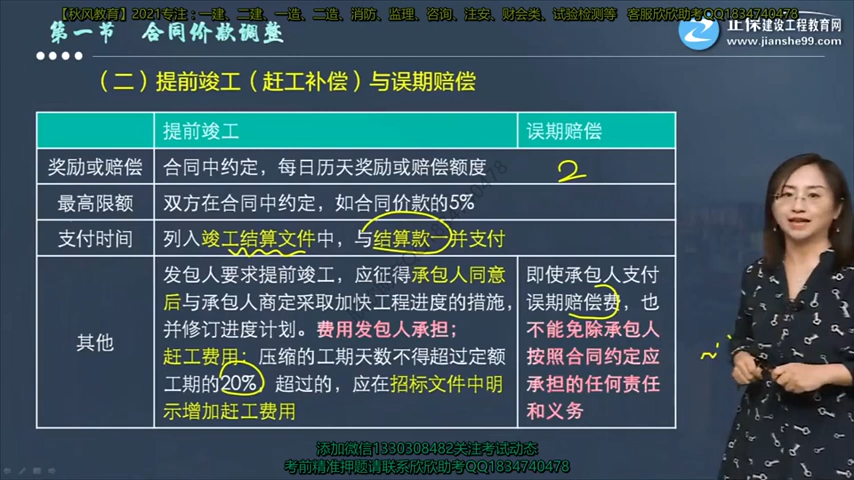 【秋风教育】2021专注：一建、二建、一造、二造、消防、监理、咨询、注安、财会类、试验检测等 客服欣欣助考QQ1834740478
第一节 合同价款调整
正保建设工程教育网
www.jianshe99.com
（二）提前竣工（赶工补偿）与误期赔偿
提前竣工
误期赔偿
奖励或赔偿
合同中约定，每日历天奖励或赔偿额度
2
最高限额
双方在合同中约定，如合同价款的5%
支付时间
列入竣工结算文件中，与结算款一并支付
其他
发包人要求提前竣工，应征得承包人同意
后与承包人商定采取加快工程进度的措施，
并修订进度计划。费用发包人承担；
赶工费用：压缩的工期天数不得超过定额
工期的20%，超过的，应在招标文件中明
示增加赶工费用
即使承包人支付
误期赔偿费，也
不能免除承包人
按照合同约定应
承担的任何责任
和义务
添加微信1330308482关注考试动态
考前精准押题请联系欣欣助考QQ1834740478